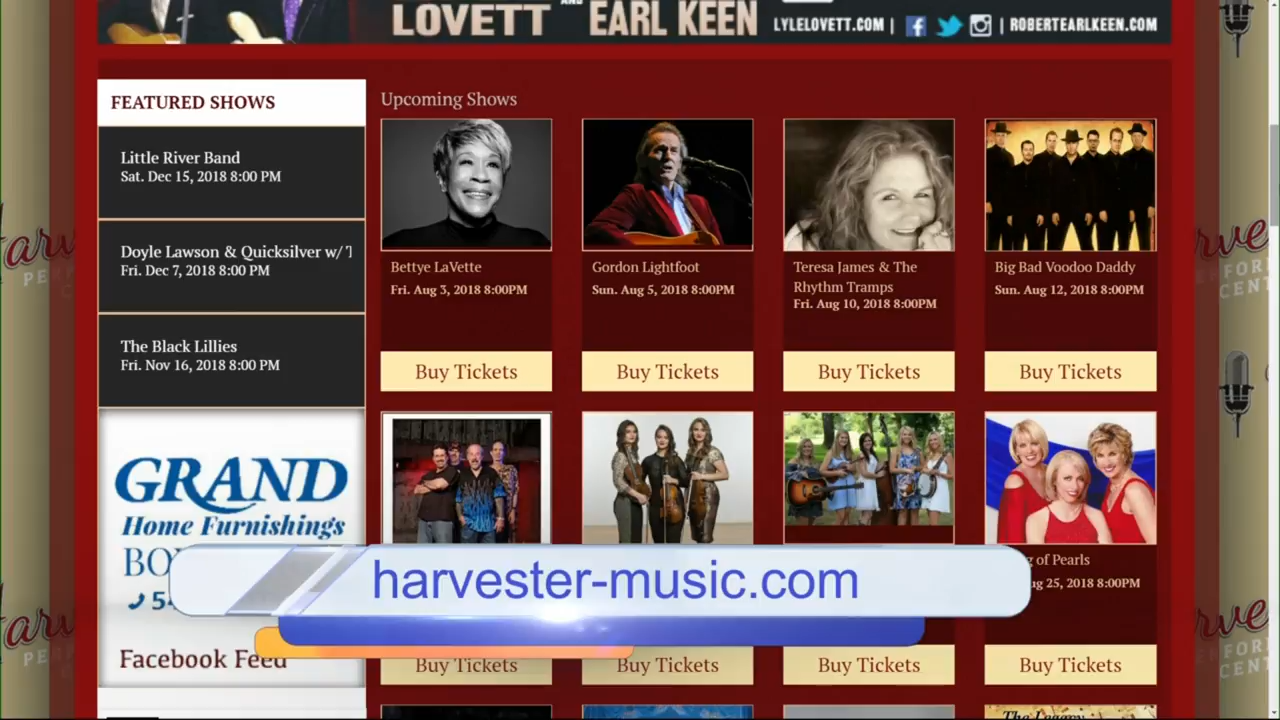 LOVETT AND EARL KEEN
LYLELOVETT.COM | | ROBERTEARLKEEN.COM
FEATURED SHOWS
Little River Band
Sat. Dec 15, 2018 8:00 PM
Doyle Lawson & Quicksilver w/
Fri. Dec 7, 2018 8:00 PM
The Black Lillies
Fri. Nov 16, 2018 8:00 PM
GRAND
Home Furnishings
Facebook Feed
Upcoming Shows
Bettye LaVette
Fri. Aug 3, 2018 8:00PM
Buy Tickets
Gordon Lightfoot
Sun. Aug 5, 2018 8:00PM
Buy Tickets
Teresa James & The
Rhythm Tramps
Fri. Aug 10, 2018 8:00PM
Buy Tickets
Big Bad Voodoo Daddy
Sun. Aug 12, 2018 8:00PM
Buy Tickets
of Pearls
25, 2018 8:00PM
harvester-music.com
Buy Tickets
Buy Tickets
Buy Tickets
Buy Tickets
The Legacy